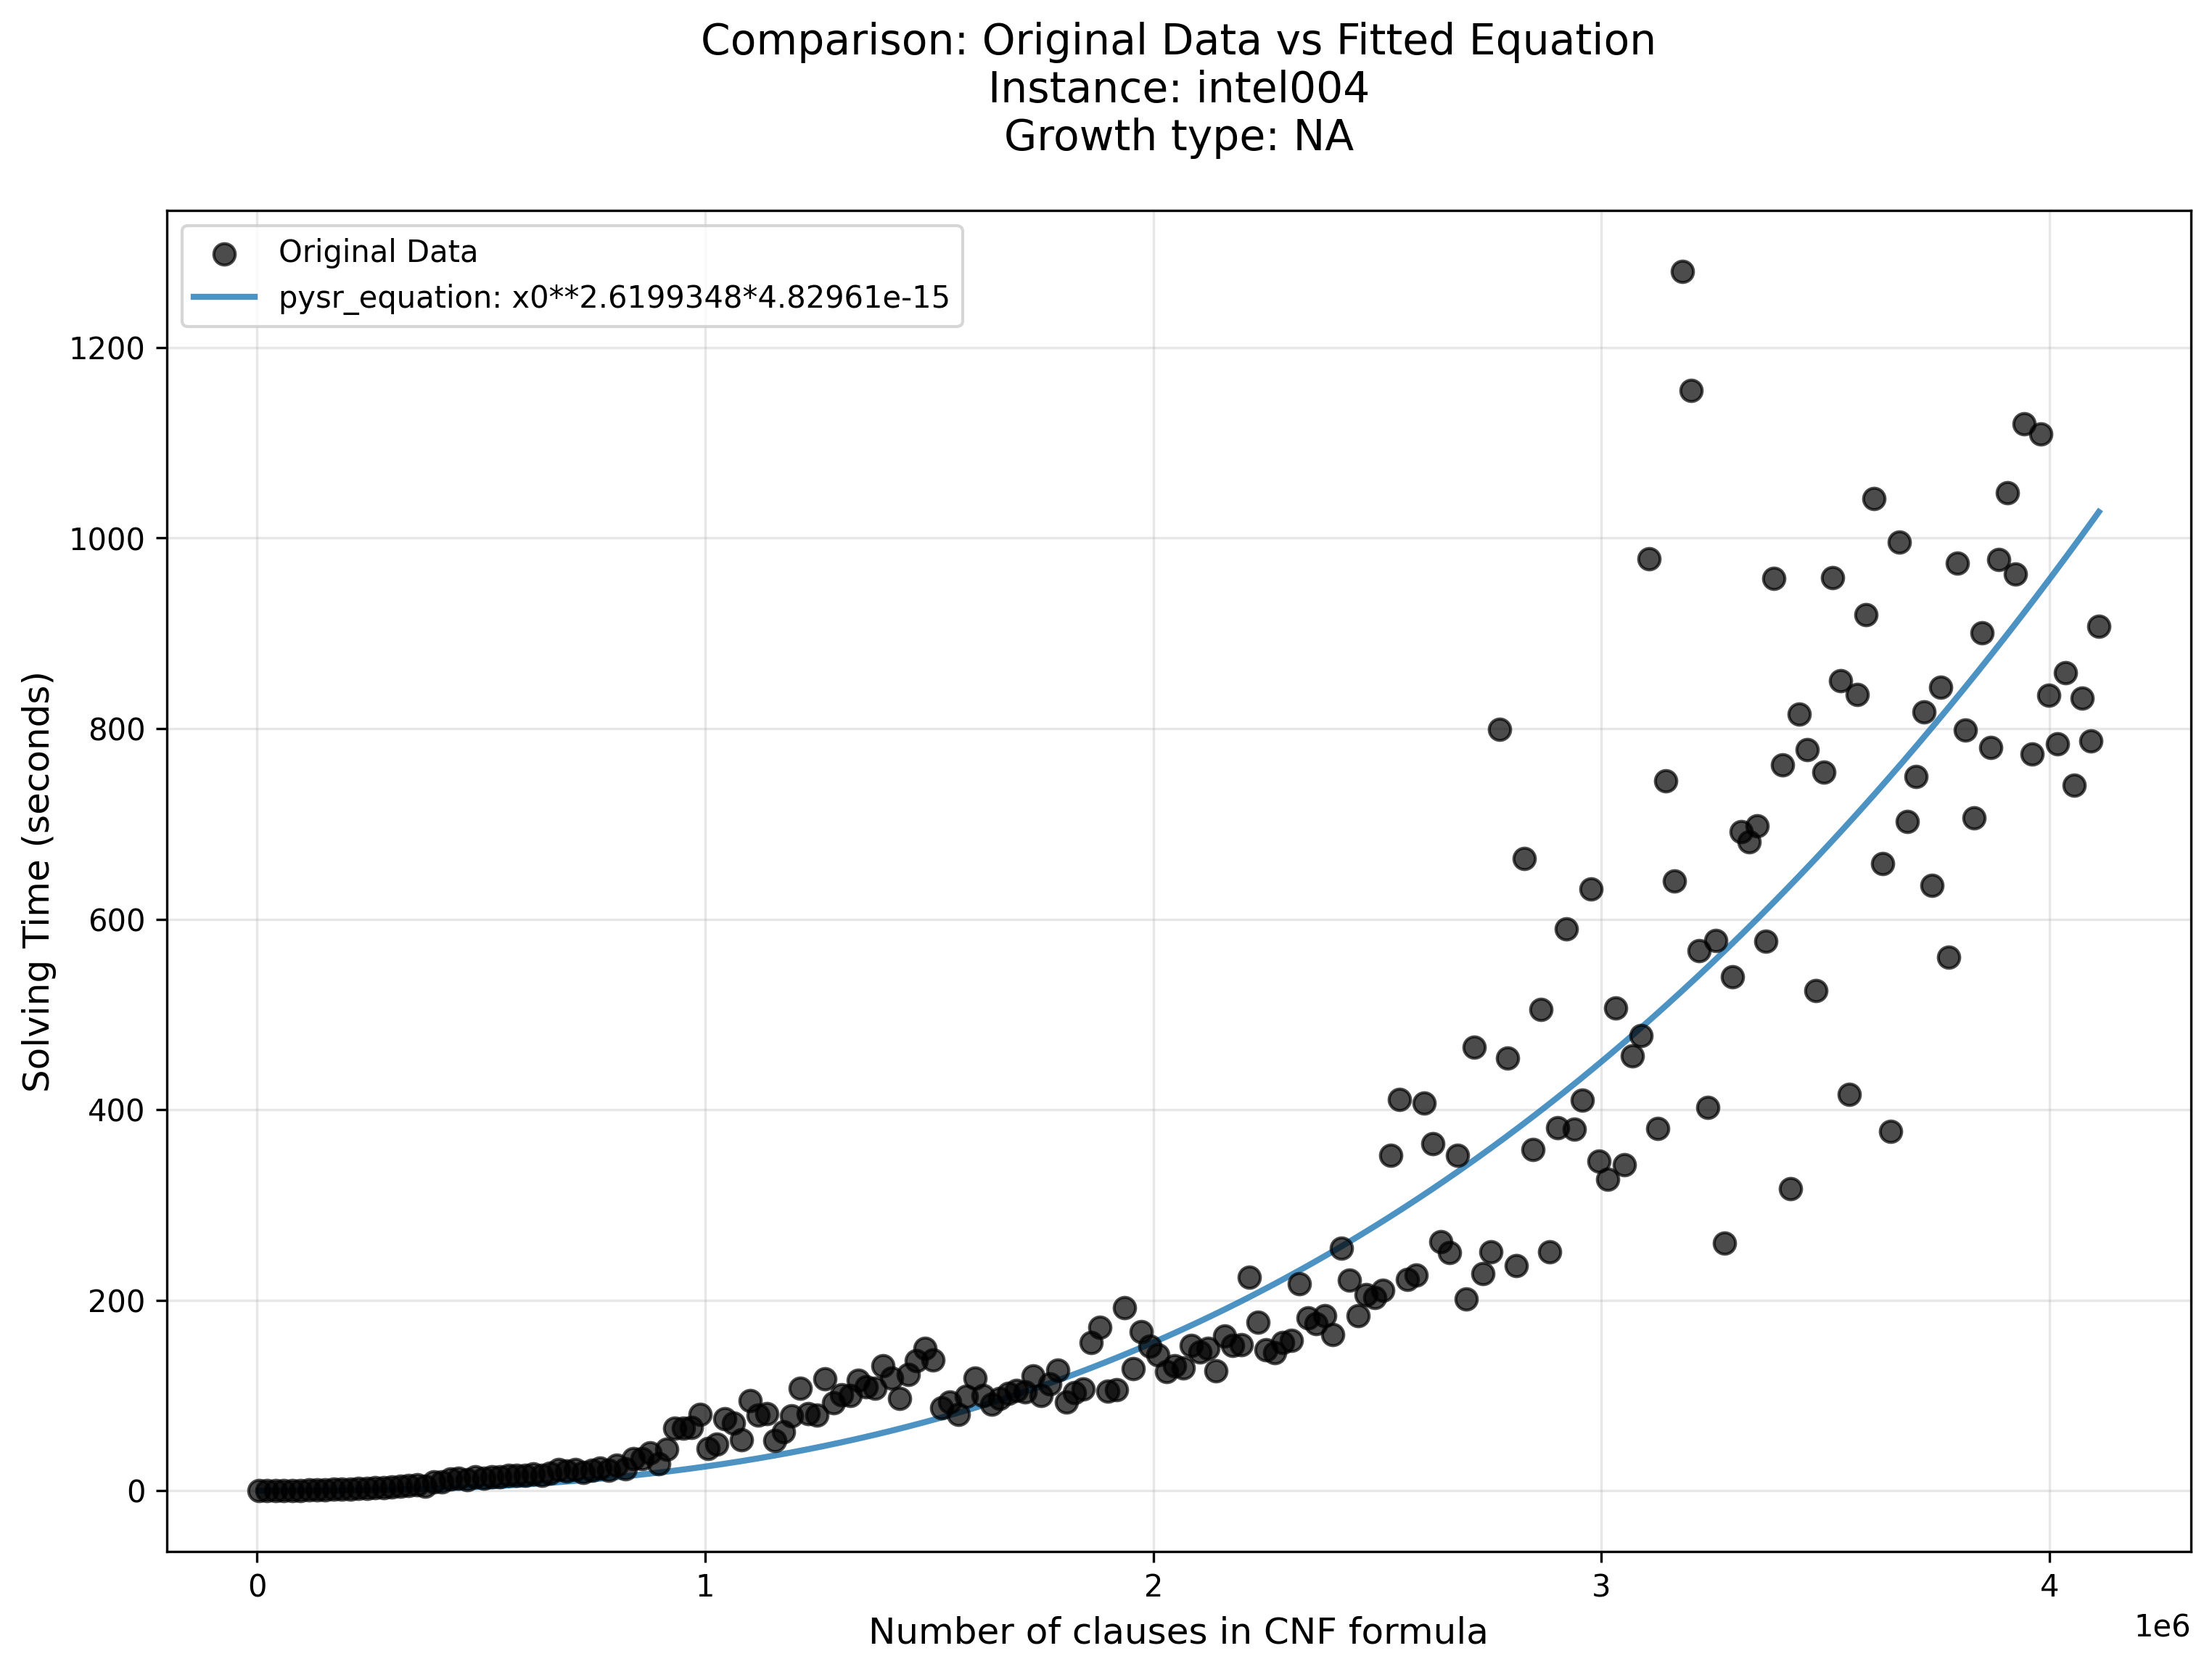 Comparison: Original Data vs Fitted Equation
Instance: intel004
Growth type: NA
Original Data
pysr_equation: x0**2.6199348*4.82961e-15
Solving Time (seconds)
1200
1000
800
600
400
200
0
0 1 2 3 4
1e6
Number of clauses in CNF formula